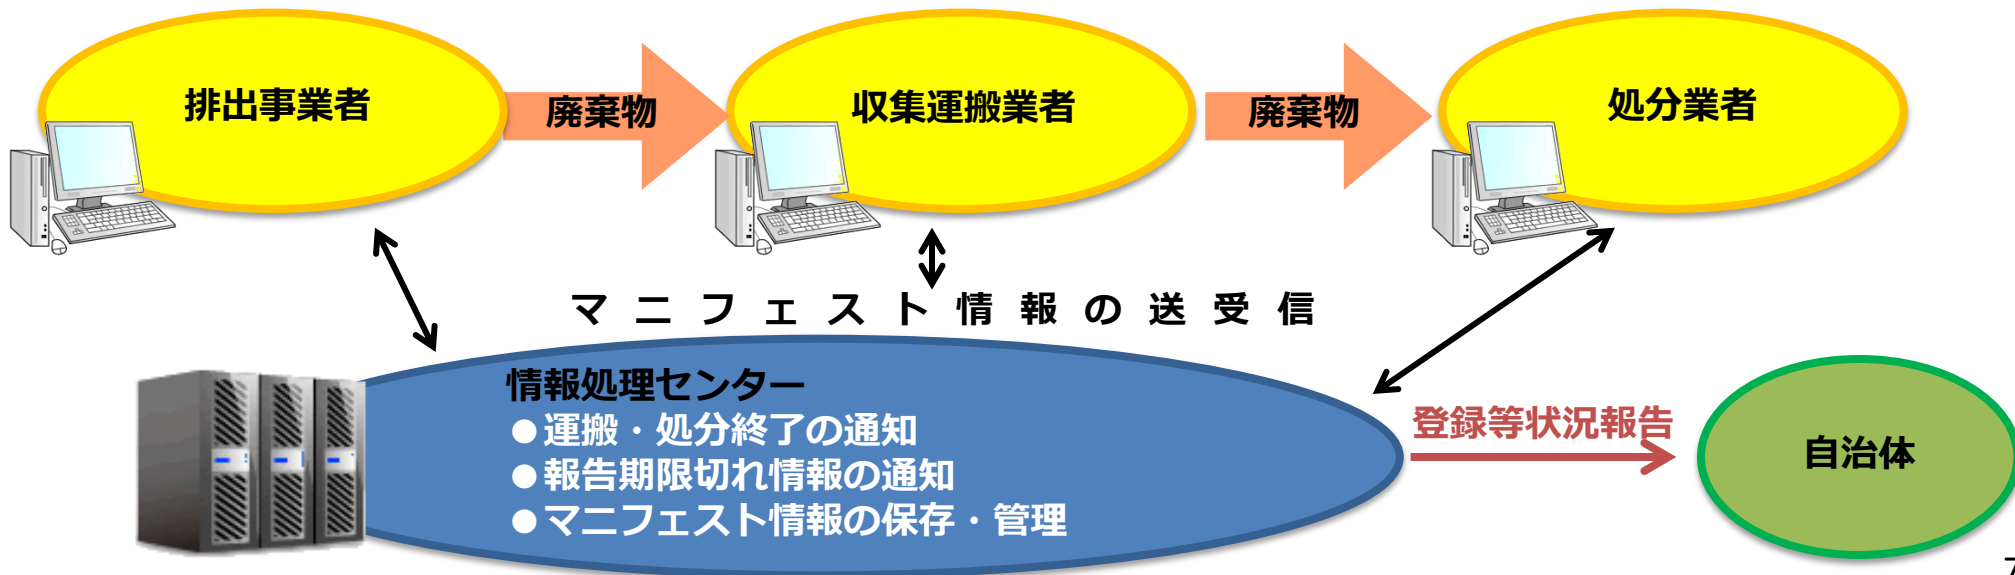 排出事業者
廃棄物
収集運搬業者
廃棄物
処分業者
マニフェスト情報の送受信
情報処理センター
●運搬・処分終了の通知
●報告期限切れ情報の通知
●マニフェスト情報の保存・管理
登録等状況報告
自治体